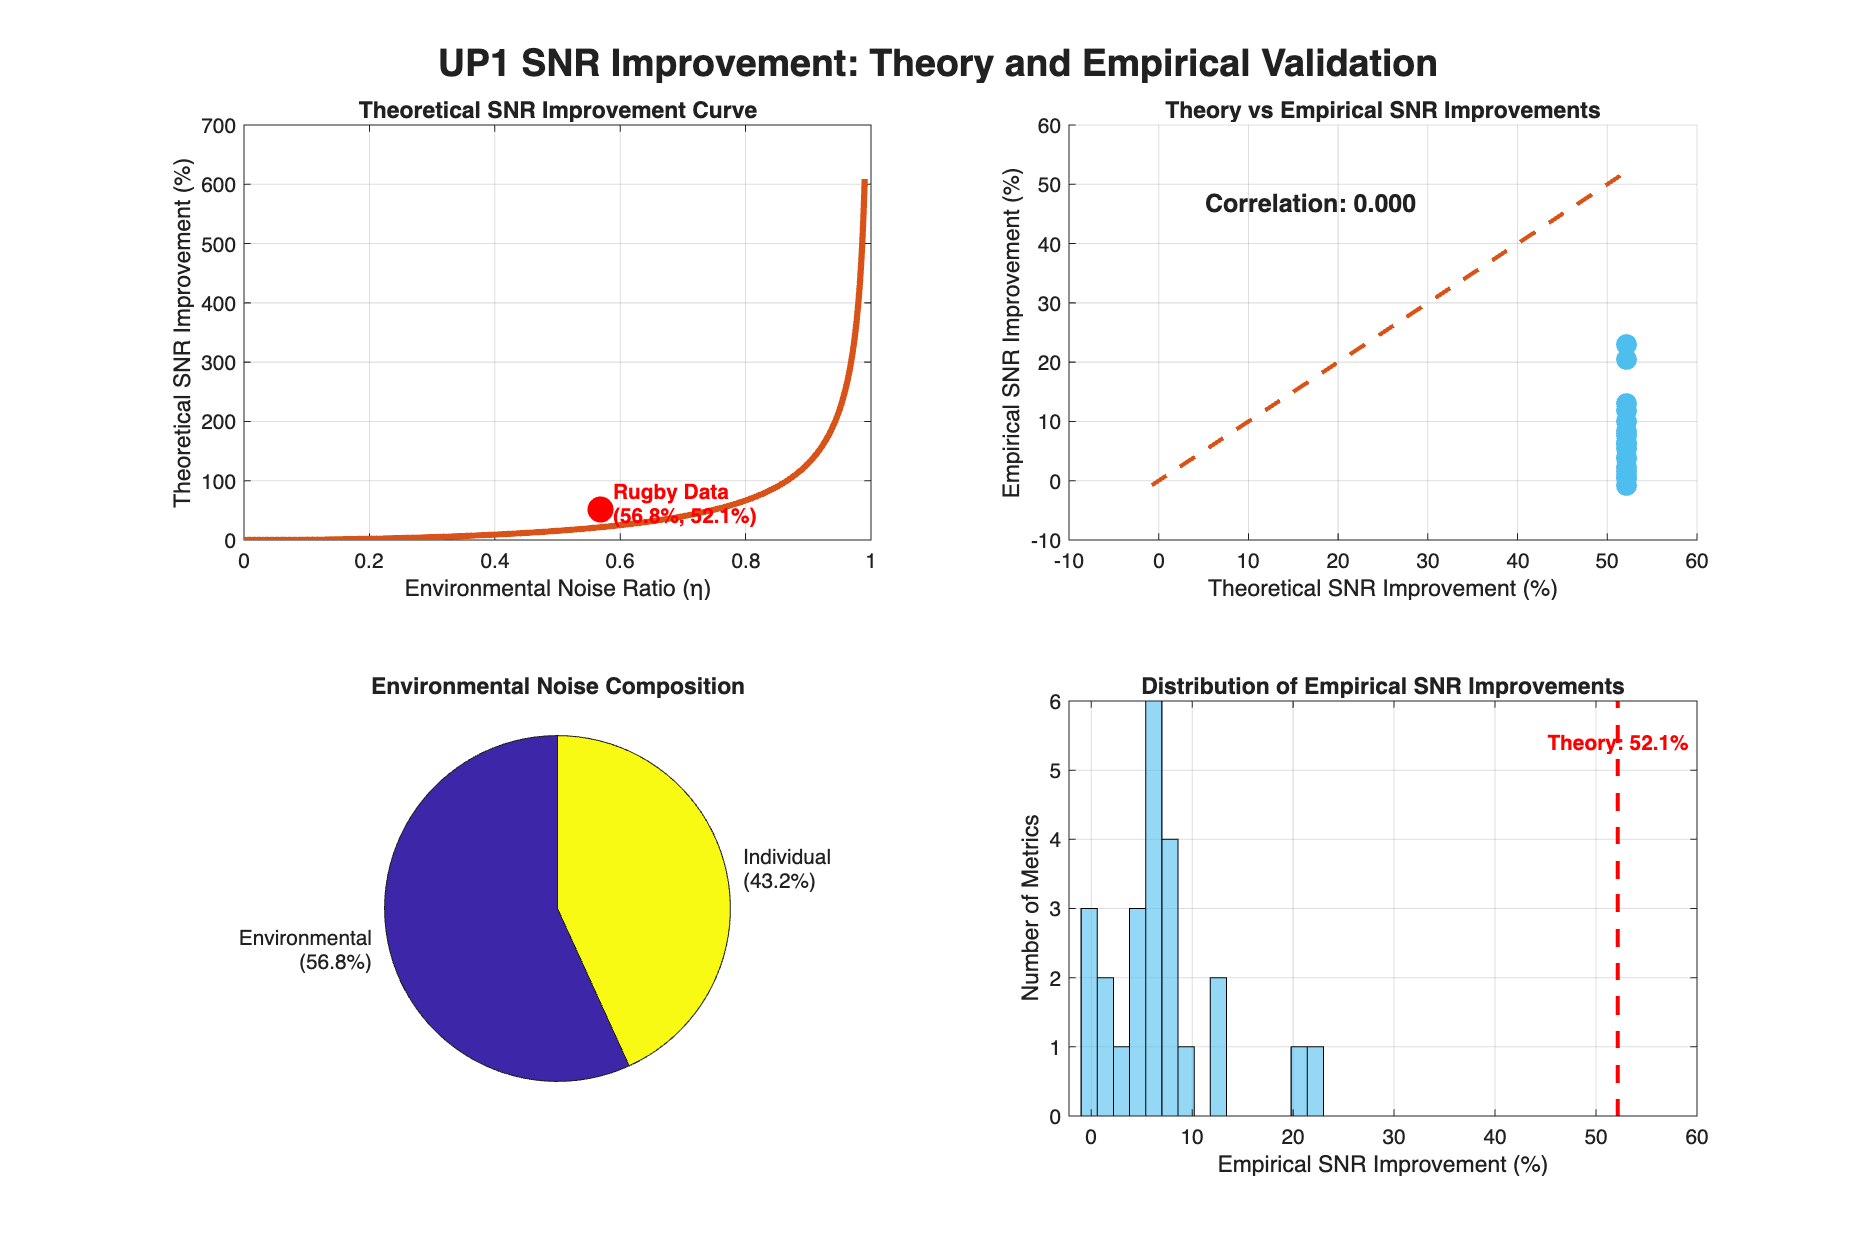 UP1 SNR Improvement: Theory and Empirical Validation
Theoretical SNR Improvement Curve
Theoretical SNR Improvement (%)
700
600
500
400
300
200
100
0
Rugby Data
(56.8%, 52.1%)
0 0.2 0.4 0.6 0.8 1
Environmental Noise Ratio (η)
Theory vs Empirical SNR Improvements
Empirical SNR Improvement (%)
60
50
40
30
20
10
0
-10
Correlation: 0.000
-10 0 10 20 30 40 50 60
Theoretical SNR Improvement (%)
Environmental Noise Composition
Individual
(43.2%)
Environmental
(56.8%)
Distribution of Empirical SNR Improvements
Number of Metrics
6
5
4
3
2
1
0
Theory: 52.1%
0 10 20 30 40 50 60
Empirical SNR Improvement (%)